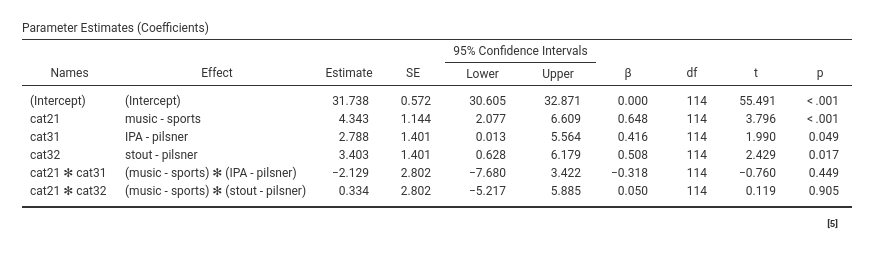 Parameter Estimates (Coefficients)
95% Confidence Intervals
Names Effect Estimate SE Lower Upper β df t p
(Intercept) (Intercept) 31.738 0.572 30.605 32.871 0.000 114 55.491 < .001
cat21 music - sports 4.343 1.144 2.077 6.609 0.648 114 3.796 < .001
cat31 IPA - pilsner 2.788 1.401 0.013 5.564 0.416 114 1.990 0.049
cat32 stout - pilsner 3.403 1.401 0.628 6.179 0.508 114 2.429 0.017
cat21 ✻ cat31 (music - sports) ✻ (IPA - pilsner) −2.129 2.802 −7.680 3.422 −0.318 114 −0.760 0.449
cat21 ✻ cat32 (music - sports) ✻ (stout - pilsner) 0.334 2.802 −5.217 5.885 0.050 114 0.119 0.905
[5]